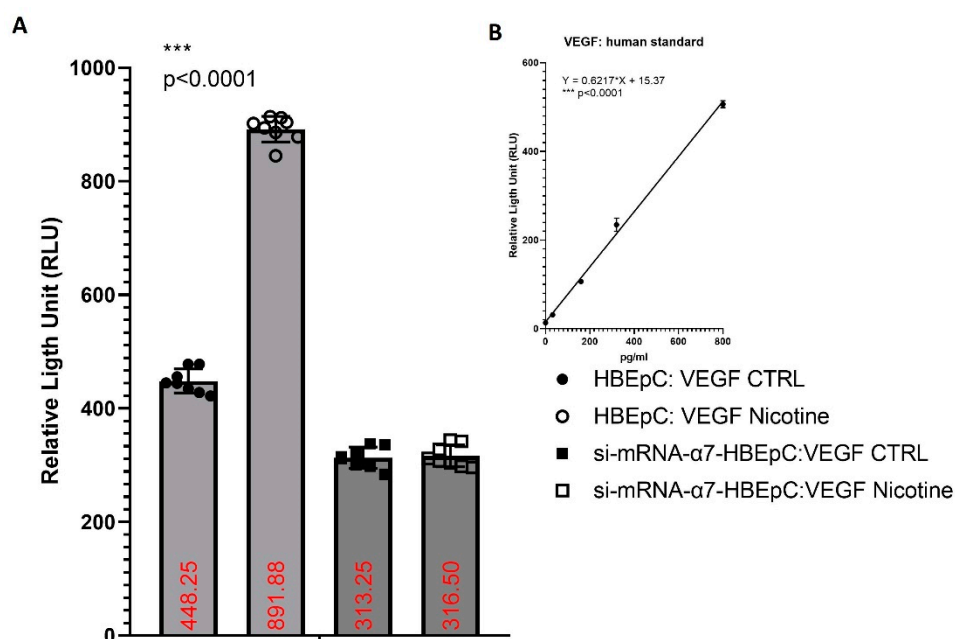 A
***
p<0.0001
Relative Ligth Unit (RLU)
1000
800
600
400
200
0
448.25
891.88
313.25
316.50
B
VEGF: human standard
Y = 0.6217*X + 15.37
*** p<0.0001
Relative Ligth Unit (RLU)
600
400
200
0
0 200 400 600 800
pg/ml
HBEpC: VEGF CTRL
HBEpC: VEGF Nicotine
si-mRNA-α7-HBEpC:VEGF CTRL
si-mRNA-α7-HBEpC:VEGF Nicotine